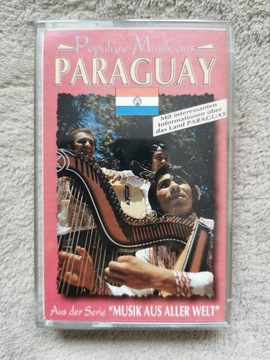 Populäre Musik aus
PARAGUAY
Mit interessanten
Informationen über
das Land PARAGUAY
Aus der Serie "MUSIK AUS ALLER WELT"